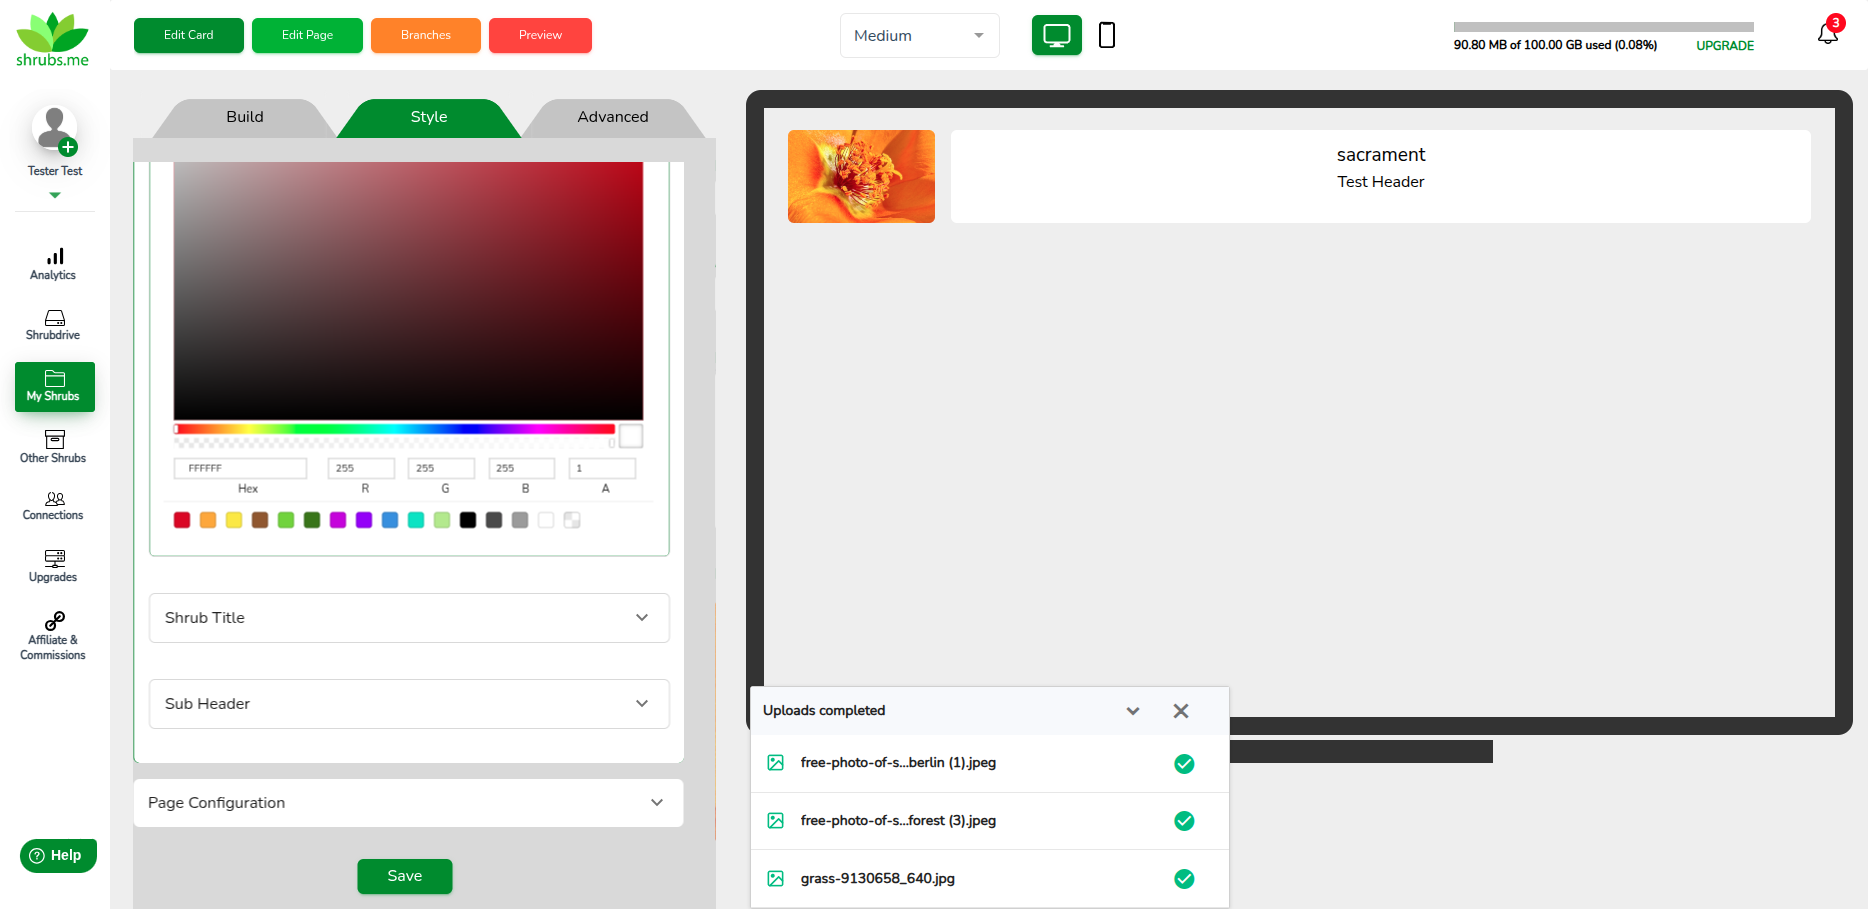 shrubs.me
Edit Card
Edit Page
Branches
Preview
Medium
90.80 MB of 100.00 GB used (0.08%)
UPGRADE
3
Tester Test
Analytics
Shrubdrive
My Shrubs
Other Shrubs
Connections
Upgrades
Affiliate &
Commissions
? Help
Build
Style
Advanced
FFFFFF
255
255
255
1
Hex
R
G
B
A
Shrub Title
Sub Header
Page Configuration
Save
sacrament
Test Header
Uploads completed
free-photo-of-s...berlin (1).jpeg
free-photo-of-s...forest (3).jpeg
grass-9130658_640.jpg